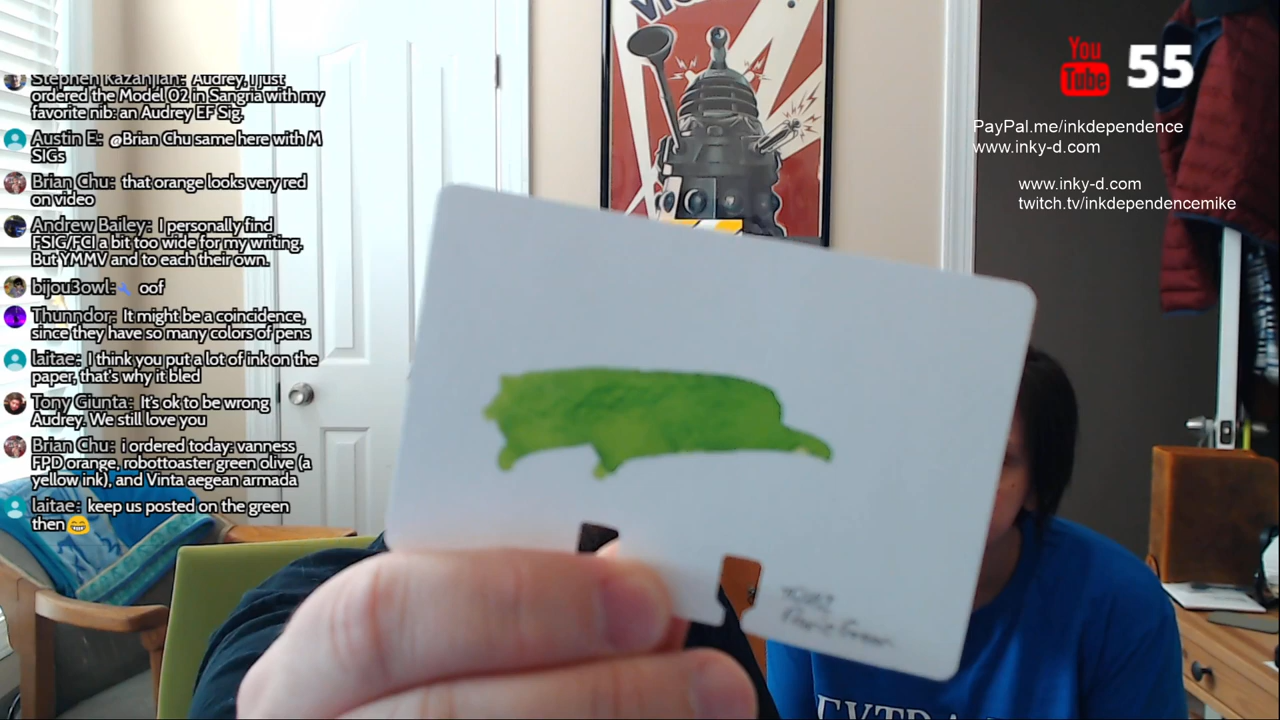 VIC
Stephen Kazanjian: Audrey, I just
ordered the Model 02 in Sangria with my
favorite nib: an Audrey EF Sig.
Austin E: @Brian Chu same here with M
SIGs
Brian Chu: that orange looks very red
on video
Andrew Bailey: I personally find
FSIG/FCI a bit too wide for my writing.
But YMMV and to each their own.
bijou3owl: oof
Thunndor: It might be a coincidence,
since they have so many colors of pens
laitae: I think you put a lot of ink on the
paper, that's why it bled
Tony Giunta: It's ok to be wrong
Audrey. We still love you
Brian Chu: i ordered today: vanness
FPD orange, robottoaster green olive (a
yellow ink), and Vinta aegean armada
laitae: keep us posted on the green
then 😁
You
Tube
55
PayPal.me/inkdependence
www.inky-d.com
www.inky-d.com
twitch.tv/inkdependencemike
EXTRA